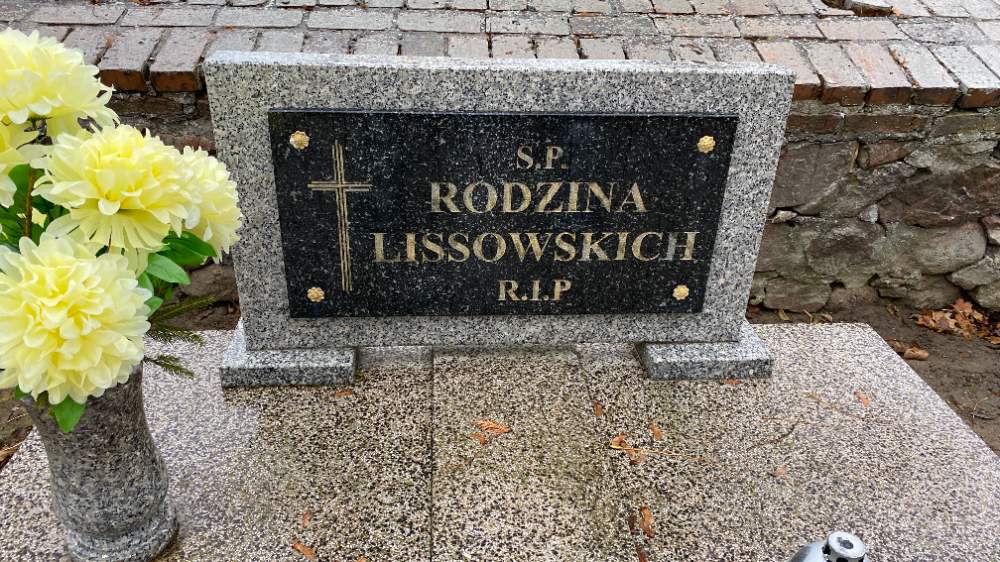 S.P.
RODZINA
LISSOWSKICH
R.I.P